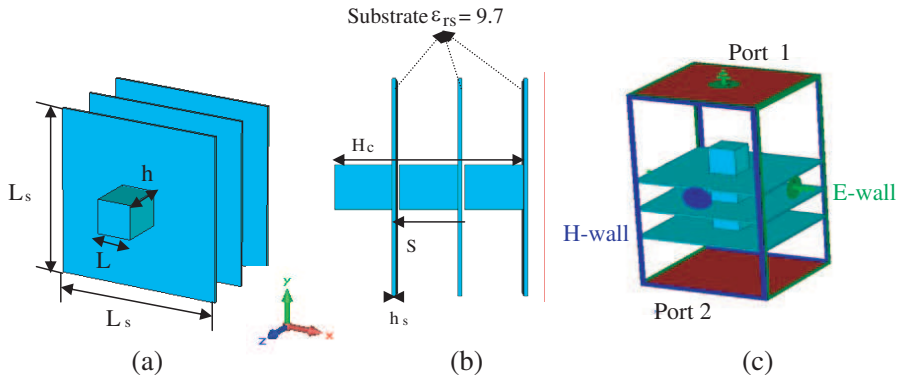 Substrate εrs = 9.7
Port 1
Hc
h
Ls
E-wall
S
H-wall
L
Ls
Y
X
Z
hs
Port 2
(a)
(b)
(c)